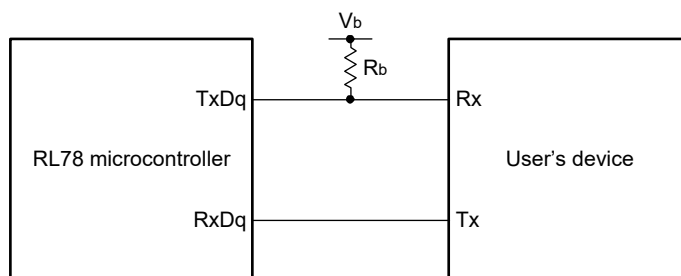 Vb
Rb
TxDq
Rx
RL78 microcontroller
User's device
RxDq
Tx